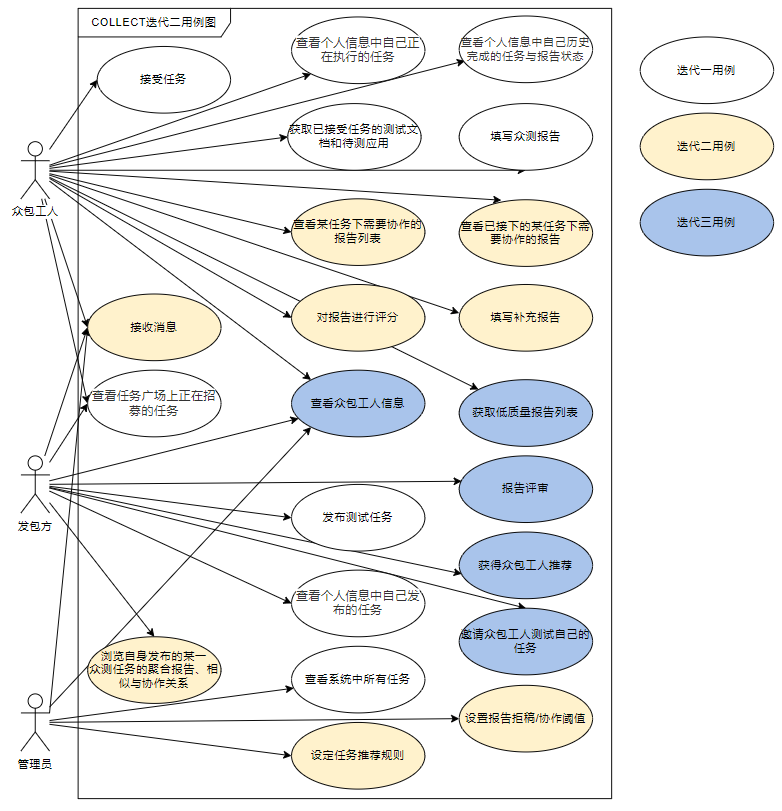 COLLECT迭代二用例图
查看个人信息中自己正
在执行的任务
查看个人信息中自己历史
完成的任务与报告状态
接受任务
迭代一用例
获取已接受任务的测试文
档和待测应用
填写众测报告
迭代二用例
众包工人
查看某任务下需要协作的
报告列表
查看已接下的某任务下需
要协作的报告
迭代三用例
接收消息
对报告进行评分
填写补充报告
查看任务广场上正在招
募的任务
查看众包工人信息
获取低质量报告列表
发包方
报告评审
发布测试任务
获得众包工人推荐
查看个人信息中自己发
布的任务
邀请众包工人测试自己的
任务
浏览自身发布的某一
众测任务的聚合报告、相
似与协作关系
查看系统中所有任务
管理员
设置报告拒稿/协作阈值
设定任务推荐规则